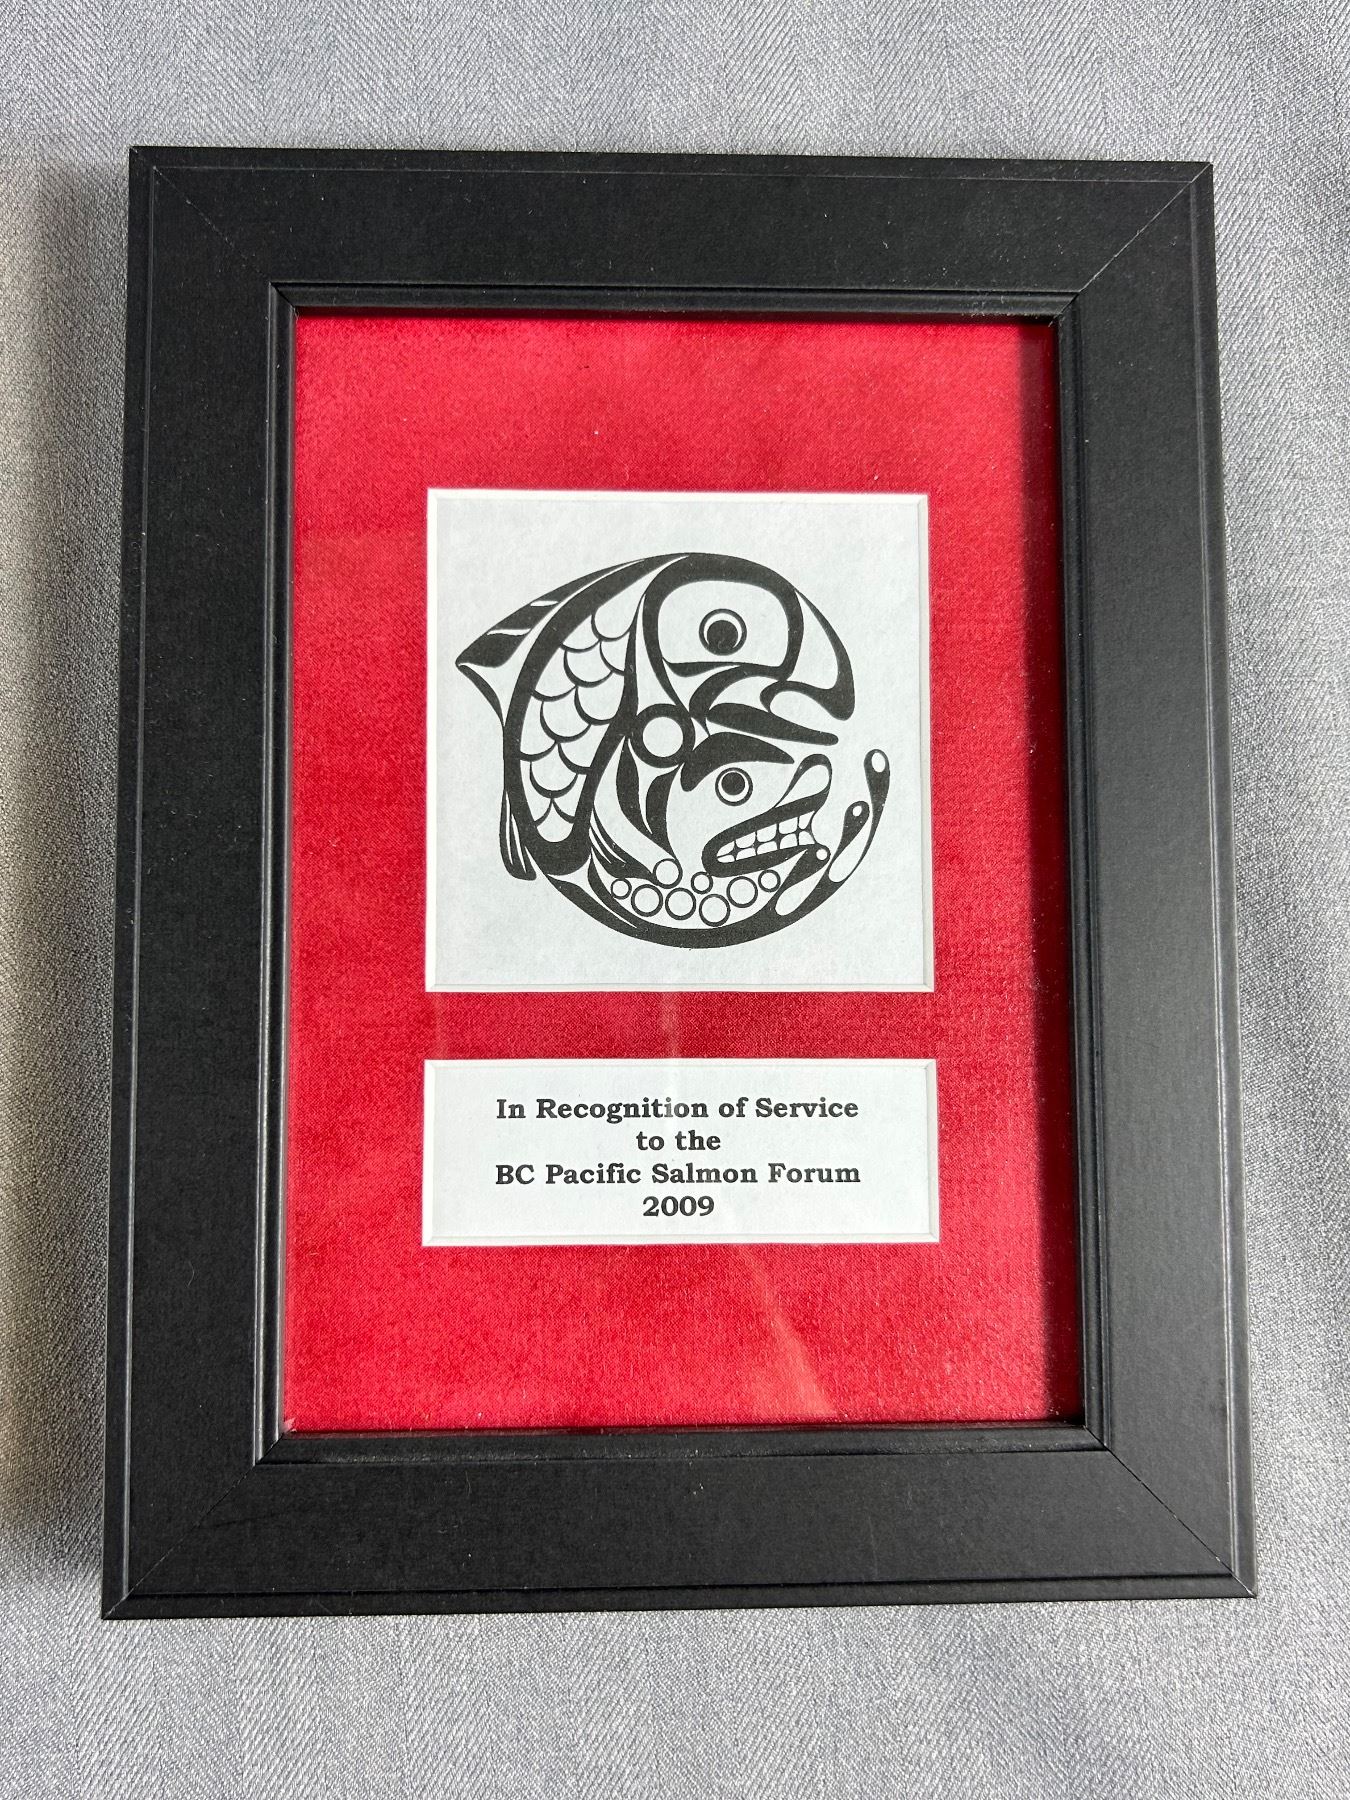 In Recognition of Service
to the
BC Pacific Salmon Forum
2009